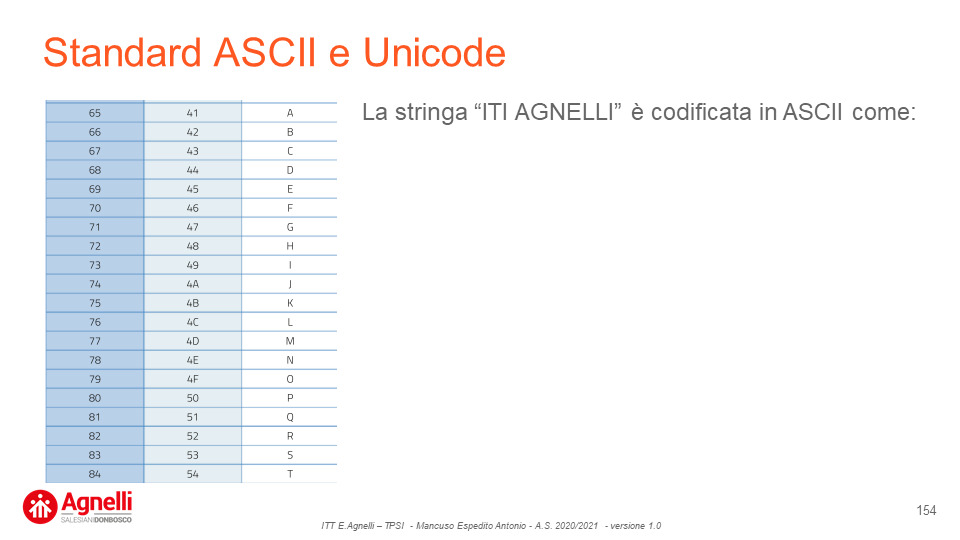 Standard ASCII e Unicode
La stringa “ITI AGNELLI” è codificata in ASCII come:
65 41 A
66 42 B
67 43 C
68 44 D
69 45 E
70 46 F
71 47 G
72 48 H
73 49 I
74 4A J
75 4B K
76 4C L
77 4D M
78 4E N
79 4F O
80 50 P
81 51 Q
82 52 R
83 53 S
84 54 T
Agnelli
SALESIANI DONBOSCO
154
ITT E.Agnelli – TPSI - Mancuso Espedito Antonio - A.S. 2020/2021 - versione 1.0